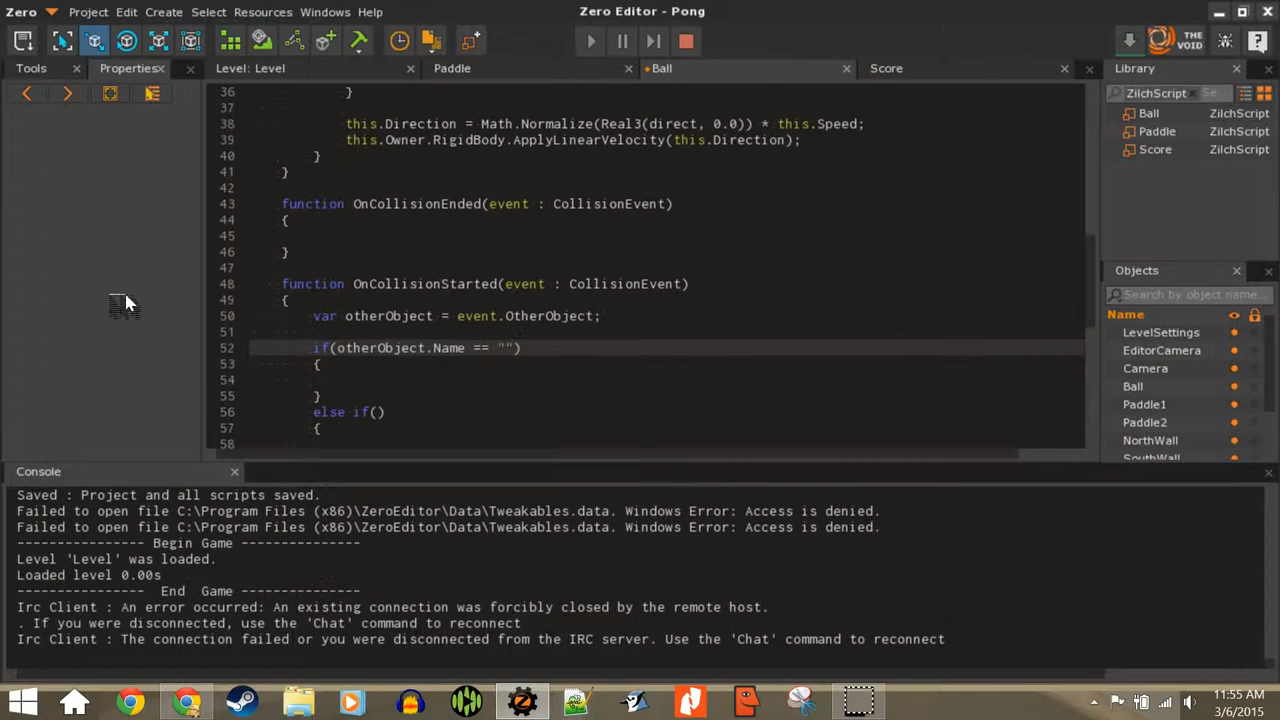 Zero Project Edit Create Select Resources Windows Help Zero Editor - Pong
THE VOID
Tools Properties Level: Level Paddle Ball Score Library
ZilchScript Se
Ball ZilchScript
Paddle ZilchScript
Score ZilchScript
36 }
37
38 this.Direction = Math.Normalize(Real3(direct, 0.0)) * this.Speed;
39 this.Owner.RigidBody.ApplyLinearVelocity(this.Direction);
40 }
41 }
42
43 function OnCollisionEnded(event : CollisionEvent)
44 {
45
46 }
47
48 function OnCollisionStarted(event : CollisionEvent)
49 {
50 var otherObject = event.OtherObject;
51
52 if(otherObject.Name == "")
53 {
54
55 }
56 else if()
57 {
58
Objects
Search by object name...
Name
LevelSettings
EditorCamera
Camera
Ball
Paddle1
Paddle2
NorthWall
SouthWall
Console
Saved : Project and all scripts saved.
Failed to open file C:\Program Files (x86)\ZeroEditor\Data\Tweakables.data. Windows Error: Access is denied.
Failed to open file C:\Program Files (x86)\ZeroEditor\Data\Tweakables.data. Windows Error: Access is denied.
--------------- Begin Game ---------------
Level 'Level' was loaded.
Loaded level 0.00s
--------------- End Game ---------------
Irc Client : An error occurred: An existing connection was forcibly closed by the remote host.
. If you were disconnected, use the 'Chat' command to reconnect
Irc Client : The connection failed or you were disconnected from the IRC server. Use the 'Chat' command to reconnect
11:55 AM
3/6/2015